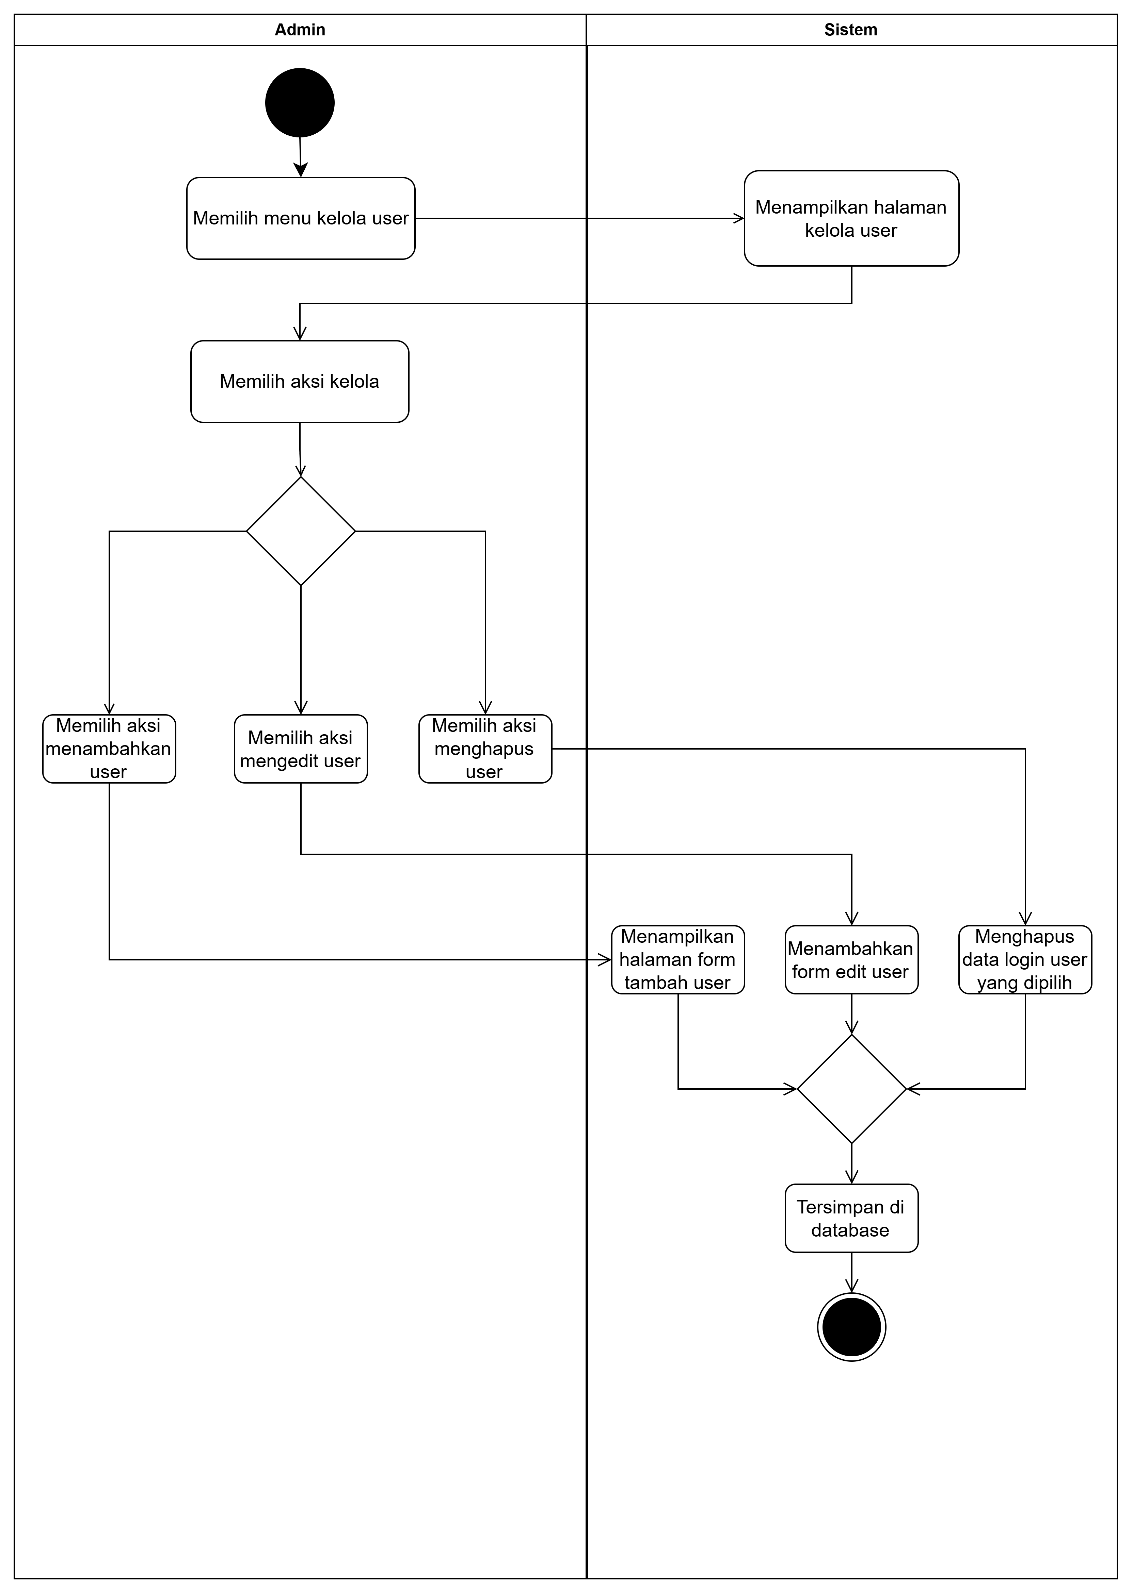 Admin
Sistem
Memilih menu kelola user
Menampilkan halaman
kelola user
Memilih aksi kelola
Memilih aksi
menambahkan
user
Memilih aksi
mengedit user
Memilih aksi
menghapus
user
Menampilkan
halaman form
tambah user
Menambahkan
form edit user
Menghapus
data login user
yang dipilih
Tersimpan di
database